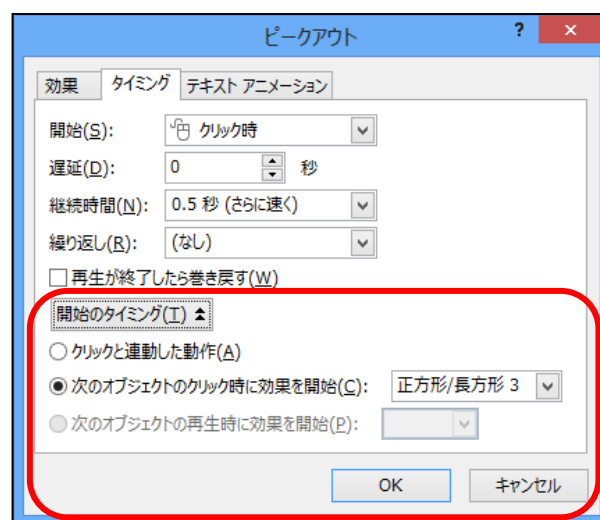 ピークアウト ? ×
効果 タイミング テキスト アニメーション
開始(S): クリック時
遅延(D): 0 秒
継続時間(N): 0.5 秒 (さらに速く)
繰り返し(R): (なし)
再生が終了したら巻き戻す(W)
開始のタイミング(T)
クリックと連動した動作(A)
次のオブジェクトのクリック時に効果を開始(C): 正方形/長方形 3
次のオブジェクトの再生時に効果を開始(P):
OK キャンセル